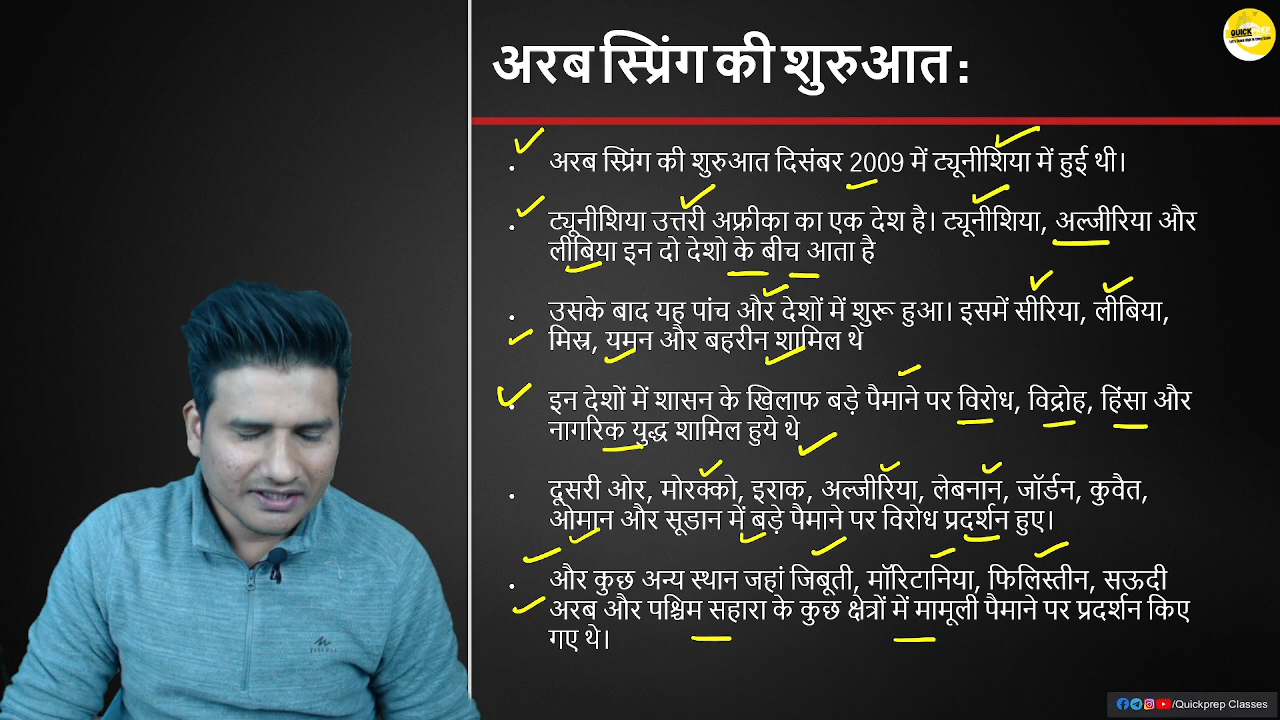 अरब स्प्रिंग की शुरुआत :
QUICK PREP
. अरब स्प्रिंग की शुरुआत दिसंबर 2009 में ट्यूनीशिया में हुई थी।
. ट्यूनीशिया उत्तरी अफ्रीका का एक देश है। ट्यूनीशिया, अल्जीरिया और
लीबिया इन दो देशो के बीच आता है
. उसके बाद यह पांच और देशों में शुरू हुआ। इसमें सीरिया, लीबिया,
मिस्र, यमन और बहरीन शामिल थे
. इन देशों में शासन के खिलाफ बड़े पैमाने पर विरोध, विद्रोह, हिंसा और
नागरिक युद्ध शामिल हुये थे
. दूसरी ओर, मोरक्को, इराक, अल्जीरिया, लेबनान, जॉर्डन, कुवैत,
ओमान और सूडान में बड़े पैमाने पर विरोध प्रदर्शन हुए।
. और कुछ अन्य स्थान जहां जिबूती, मॉरिटानिया, फिलिस्तीन, सऊदी
अरब और पश्चिम सहारा के कुछ क्षेत्रों में मामूली पैमाने पर प्रदर्शन किए
गए थे।
/Quickprep Classes